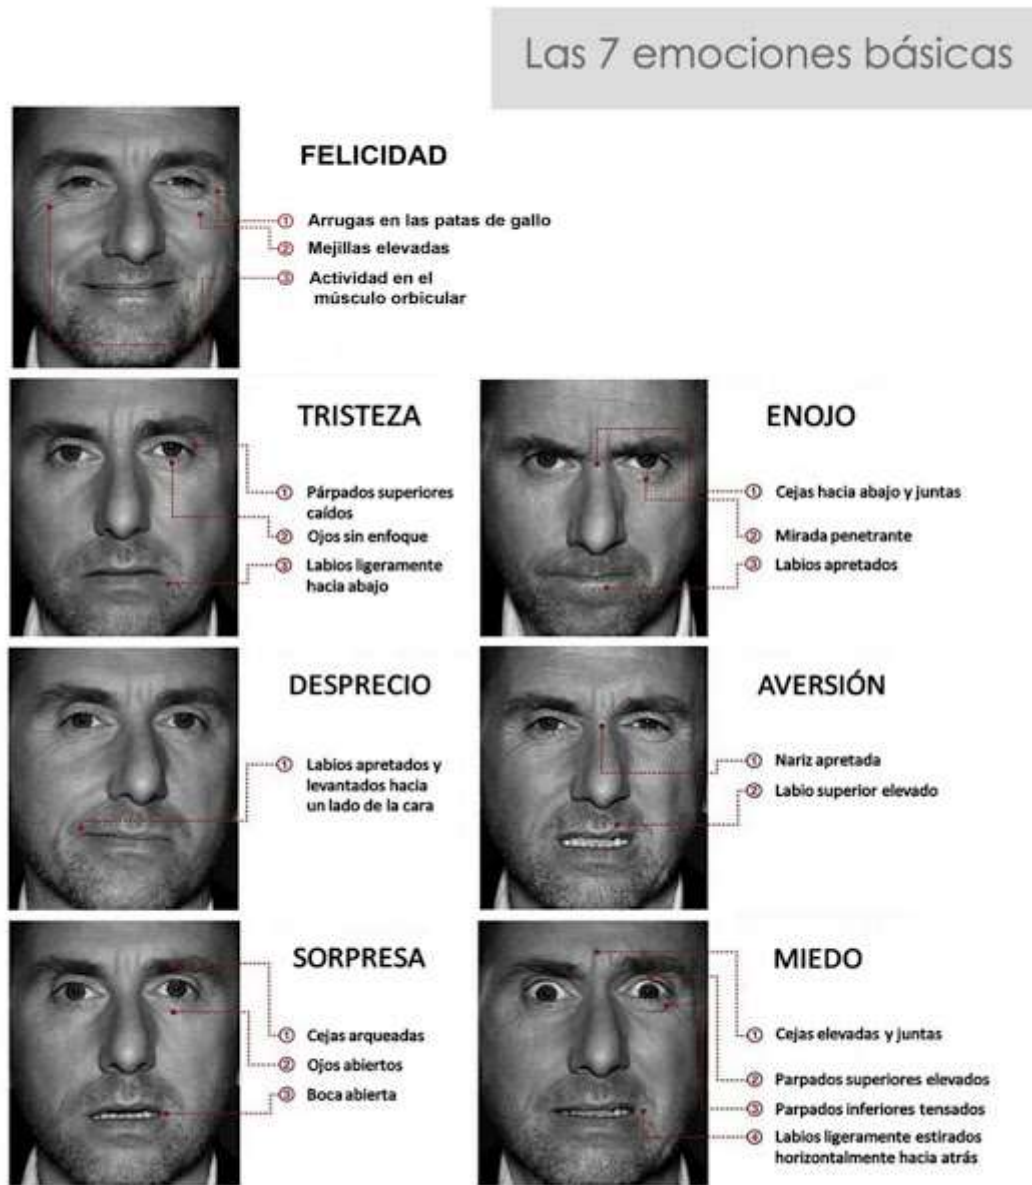 Las 7 emociones básicas
FELICIDAD
① Arrugas en las patas de gallo
② Mejillas elevadas
③ Actividad en el
músculo orbicular
TRISTEZA
① Párpados superiores
caídos
② Ojos sin enfoque
③ Labios ligeramente
hacia abajo
ENOJO
① Cejas hacia abajo y juntas
② Mirada penetrante
③ Labios apretados
DESPRECIO
① Labios apretados y
levantados hacia
un lado de la cara
AVERSIÓN
① Nariz apretada
② Labio superior elevado
SORPRESA
① Cejas arqueadas
② Ojos abiertos
③ Boca abierta
MIEDO
① Cejas elevadas y juntas
② Parpados superiores elevados
③ Parpados inferiores tensados
④ Labios ligeramente estirados
horizontalmente hacia atrás